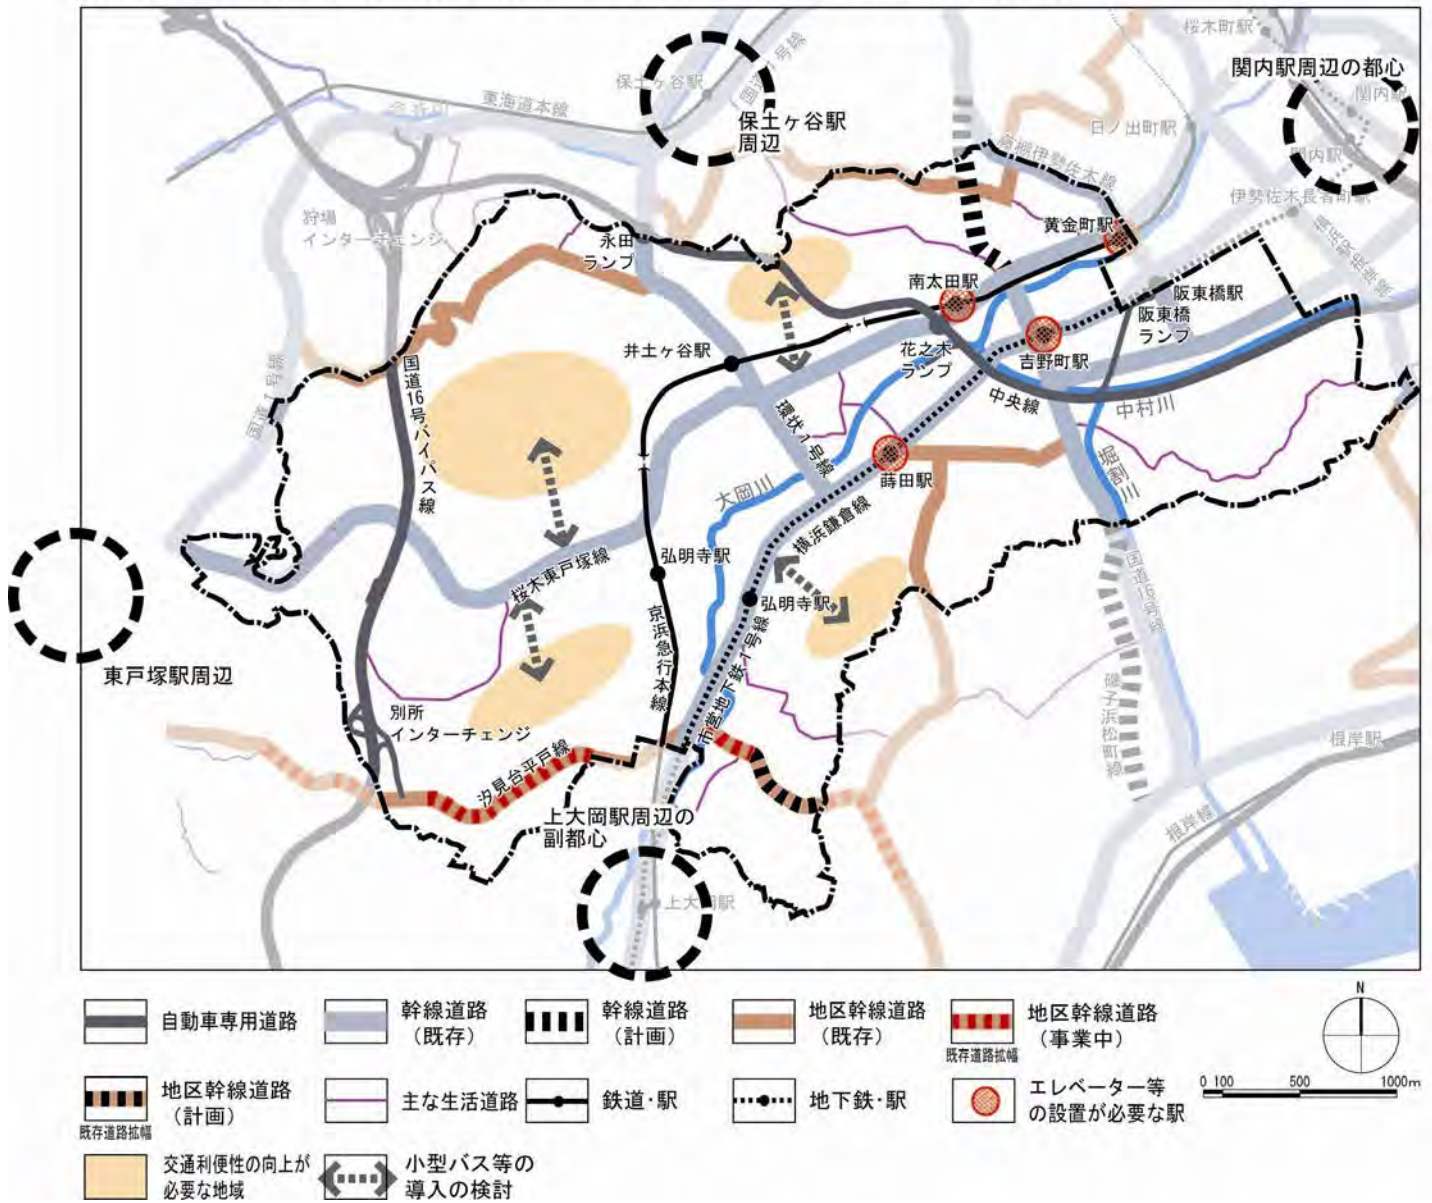 桜木町駅
関内駅周辺の都心
関内駅
関内駅
保土ヶ谷駅
東海道本線
国道1号線
保土ヶ谷駅
周辺
日ノ出町駅
藤棚伊勢佐木線
伊勢佐木長者町駅
横浜駅根岸線
狩場
インターチェンジ
永田
ランプ
黄金町駅
南太田駅
阪東橋駅
阪東橋
ランプ
井土ヶ谷駅
花之木
ランプ
吉野町駅
国道1号線
国道16号バイパス線
環状1号線
中央線
中村川
蒔田駅
大岡川
堀割川
横浜鎌倉線
弘明寺駅
桜木東戸塚線
弘明寺駅
国道16号線
京浜急行本線
市営地下鉄1号線
東戸塚駅周辺
磯子浜松町線
別所
インターチェンジ
汐見台平戸線
根岸駅
根岸線
上大岡駅周辺の
副都心
上大岡駅
自動車専用道路
幹線道路
(既存)
幹線道路
(計画)
地区幹線道路
(既存)
地区幹線道路
(事業中)
既存道路拡幅
N
地区幹線道路
(計画)
既存道路拡幅
主な生活道路
鉄道・駅
地下鉄・駅
エレベーター等
の設置が必要な駅
0 100 500 1000m
交通利便性の向上が
必要な地域
小型バス等の
導入の検討